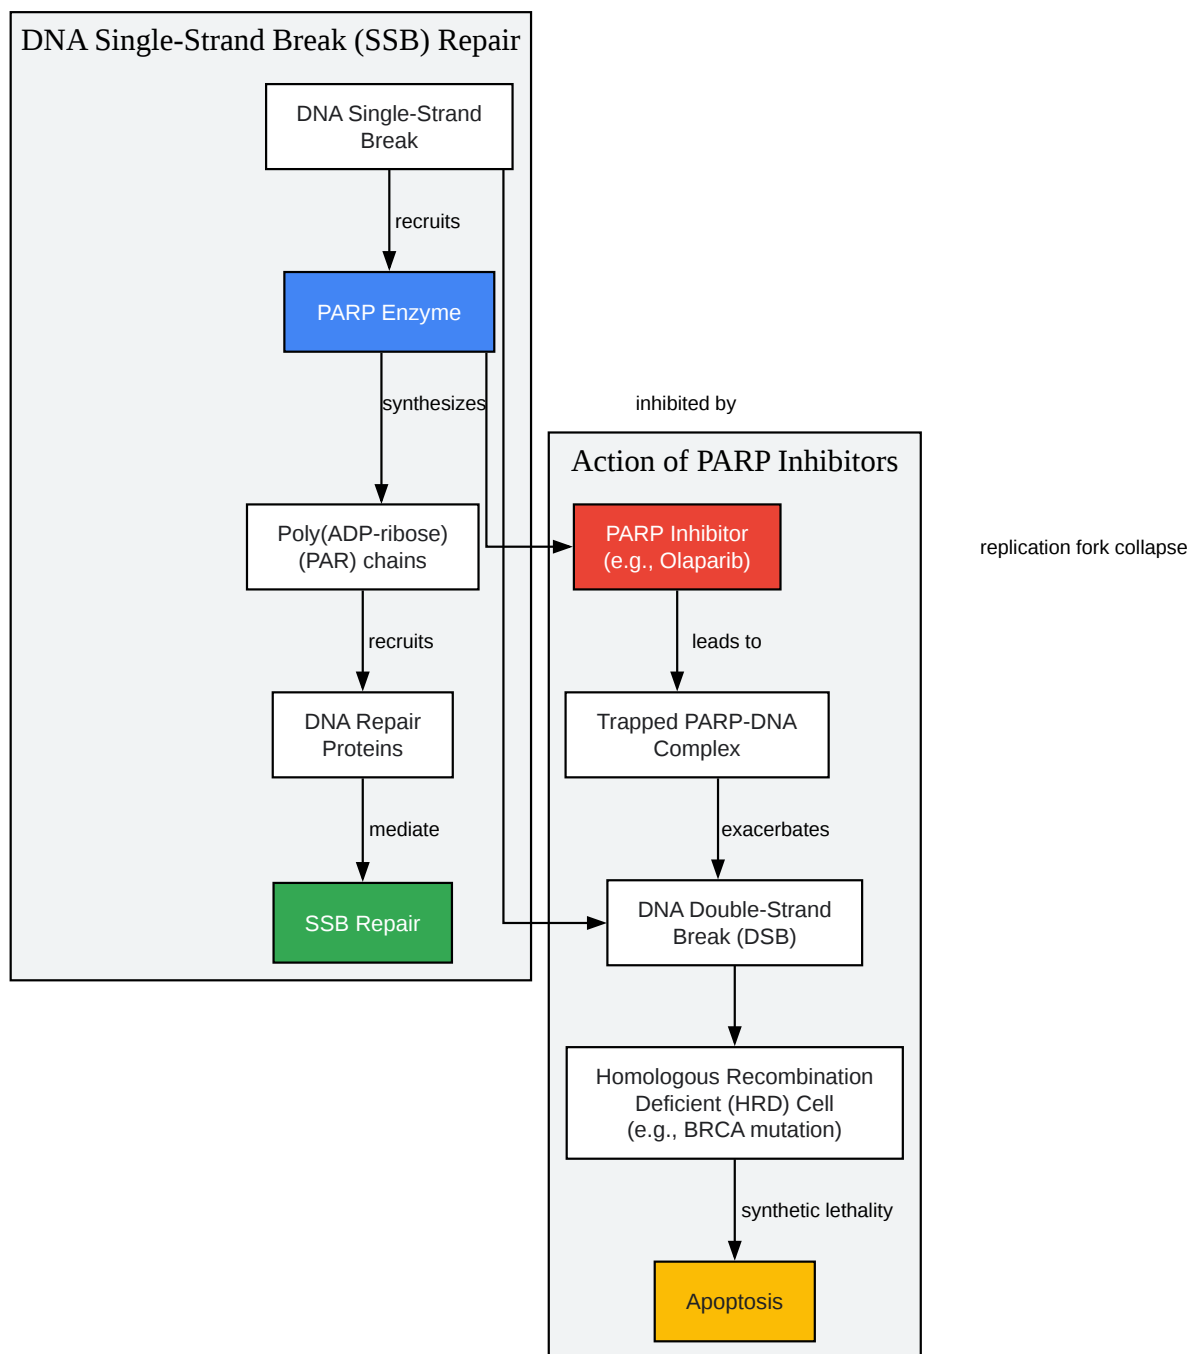 DNA Single-Strand Break (SSB) Repair
DNA Single-Strand
Break
recruits
PARP Enzyme
synthesizes
inhibited by
Action of PARP Inhibitors
Poly(ADP-ribose)
(PAR) chains
PARP Inhibitor
(e.g., Olaparib)
replication fork collapse
recruits
leads to
DNA Repair
Proteins
Trapped PARP-DNA
Complex
mediate
exacerbates
SSB Repair
DNA Double-Strand
Break (DSB)
Homologous Recombination
Deficient (HRD) Cell
(e.g., BRCA mutation)
synthetic lethality
Apoptosis